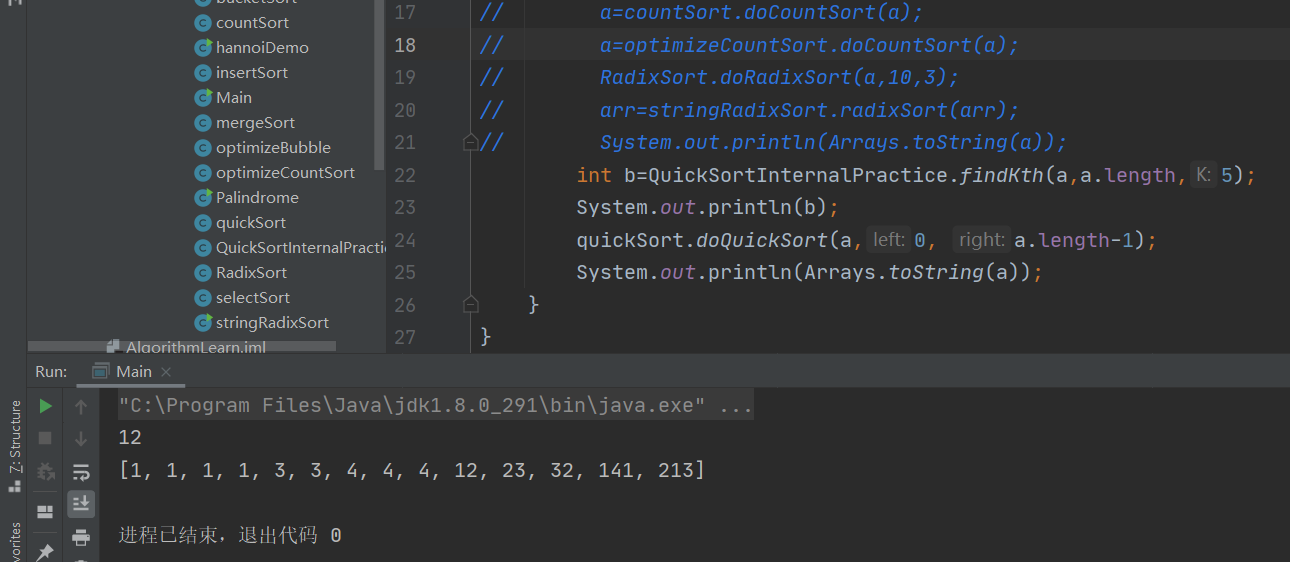 countSort
hannoiDemo
insertSort
Main
mergeSort
optimizeBubble
optimizeCountSort
Palindrome
quickSort
QuickSortInternalPractic
RadixSort
selectSort
stringRadixSort
AlgorithmLearn.iml
17 // a=countSort.doCountSort(a);
18 // a=optimizeCountSort.doCountSort(a);
19 // RadixSort.doRadixSort(a,10,3);
20 // arr=stringRadixSort.radixSort(arr);
21 // System.out.println(Arrays.toString(a));
22 int b=QuickSortInternalPractice.findKth(a,a.length, K: 5);
23 System.out.println(b);
24 quickSort.doQuickSort(a, left: 0, right: a.length-1);
25 System.out.println(Arrays.toString(a));
26 }
27 }
Run: Main
"C:\Program Files\Java\jdk1.8.0_291\bin\java.exe" ...
12
[1, 1, 1, 1, 3, 3, 4, 4, 4, 12, 23, 32, 141, 213]
进程已结束，退出代码 0
7: Structure
vorites